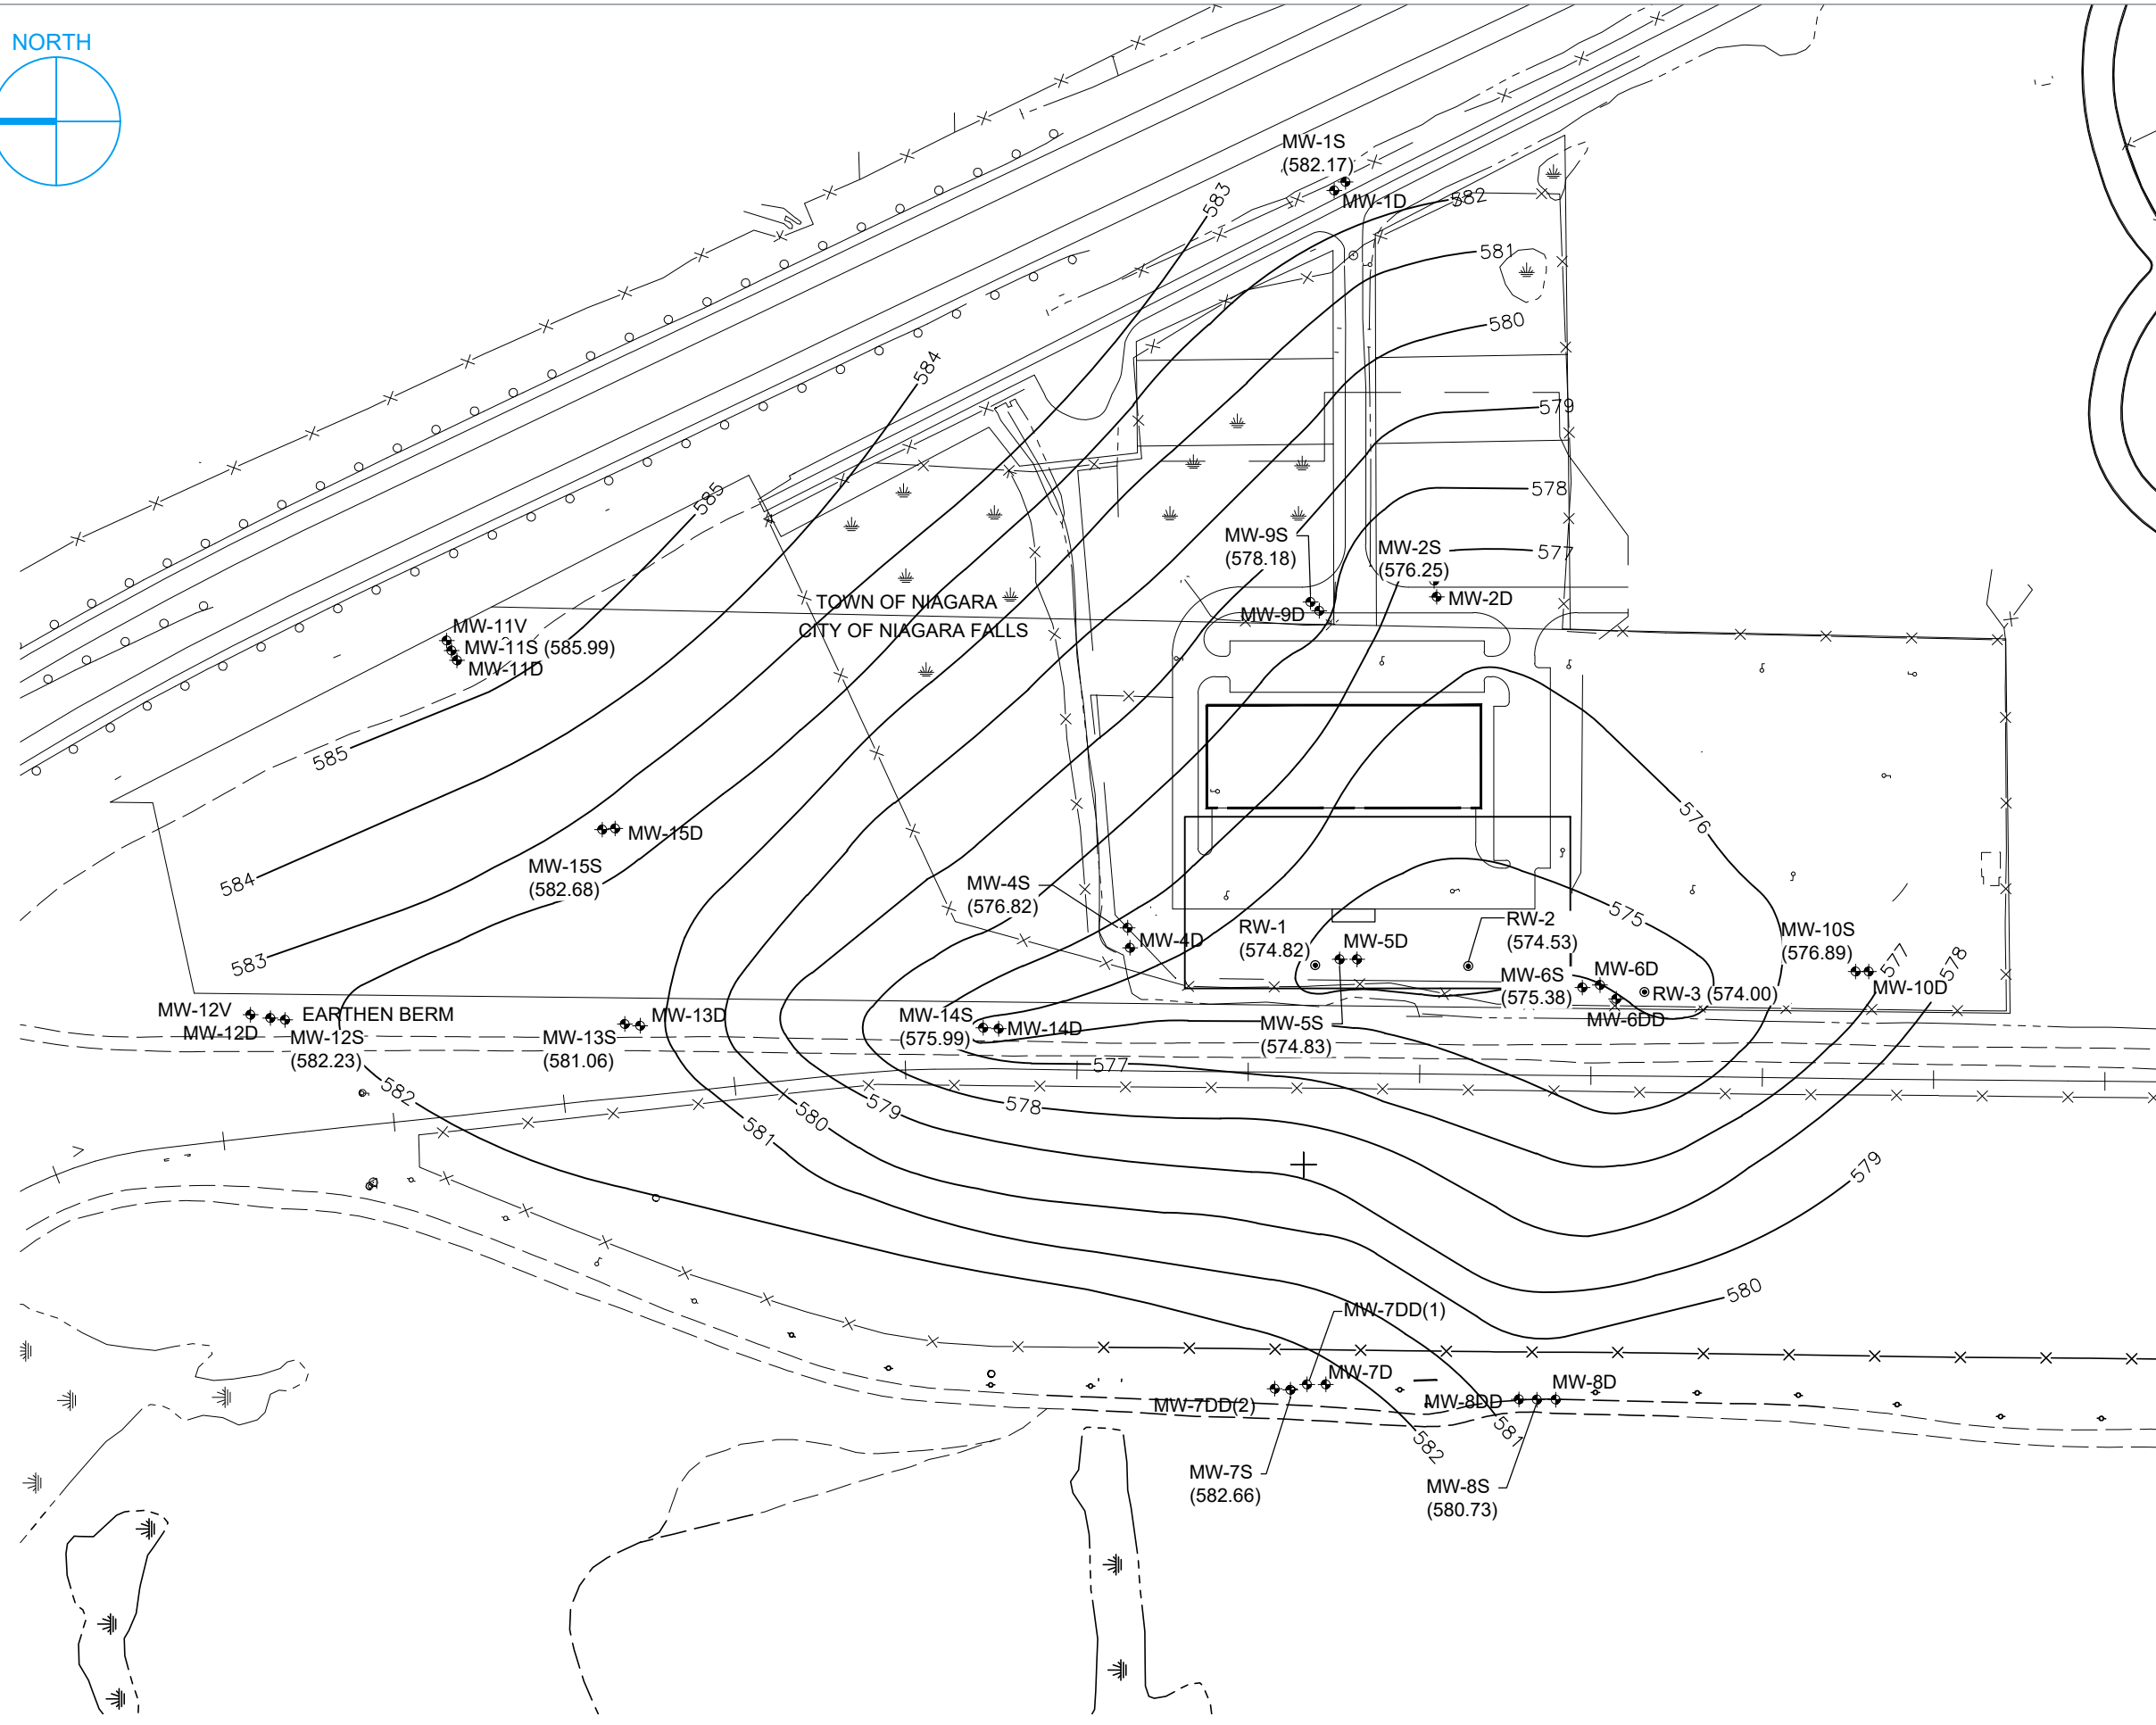 NORTH
MW-1S
(582.17)
MW-1D
582
583
581
580
584
579
585
578
MW-9S
(578.18)
MW-2S
(576.25)
577
MW-9D
MW-2D
TOWN OF NIAGARA
CITY OF NIAGARA FALLS
MW-11V
MW-11S (585.99)
MW-11D
585
576
MW-15D
MW-15S
(582.68)
584
MW-4S
(576.82)
MW-4D
575
RW-1
(574.82)
MW-5D
RW-2
(574.53)
MW-10S
(576.89)
577
578
MW-10D
583
MW-6S
(575.38)
MW-6D
RW-3 (574.00)
MW-6DD
MW-12V
MW-12D
EARTHEN BERM
MW-12S
(582.23)
MW-13S
(581.06)
MW-13D
MW-14S
(575.99)
MW-14D
MW-5S
(574.83)
577
582
578
579
580
581
579
580
MW-7DD(1)
MW-7D
MW-7DD(2)
MW-8DD
MW-8D
581
582
MW-7S
(582.66)
MW-8S
(580.73)